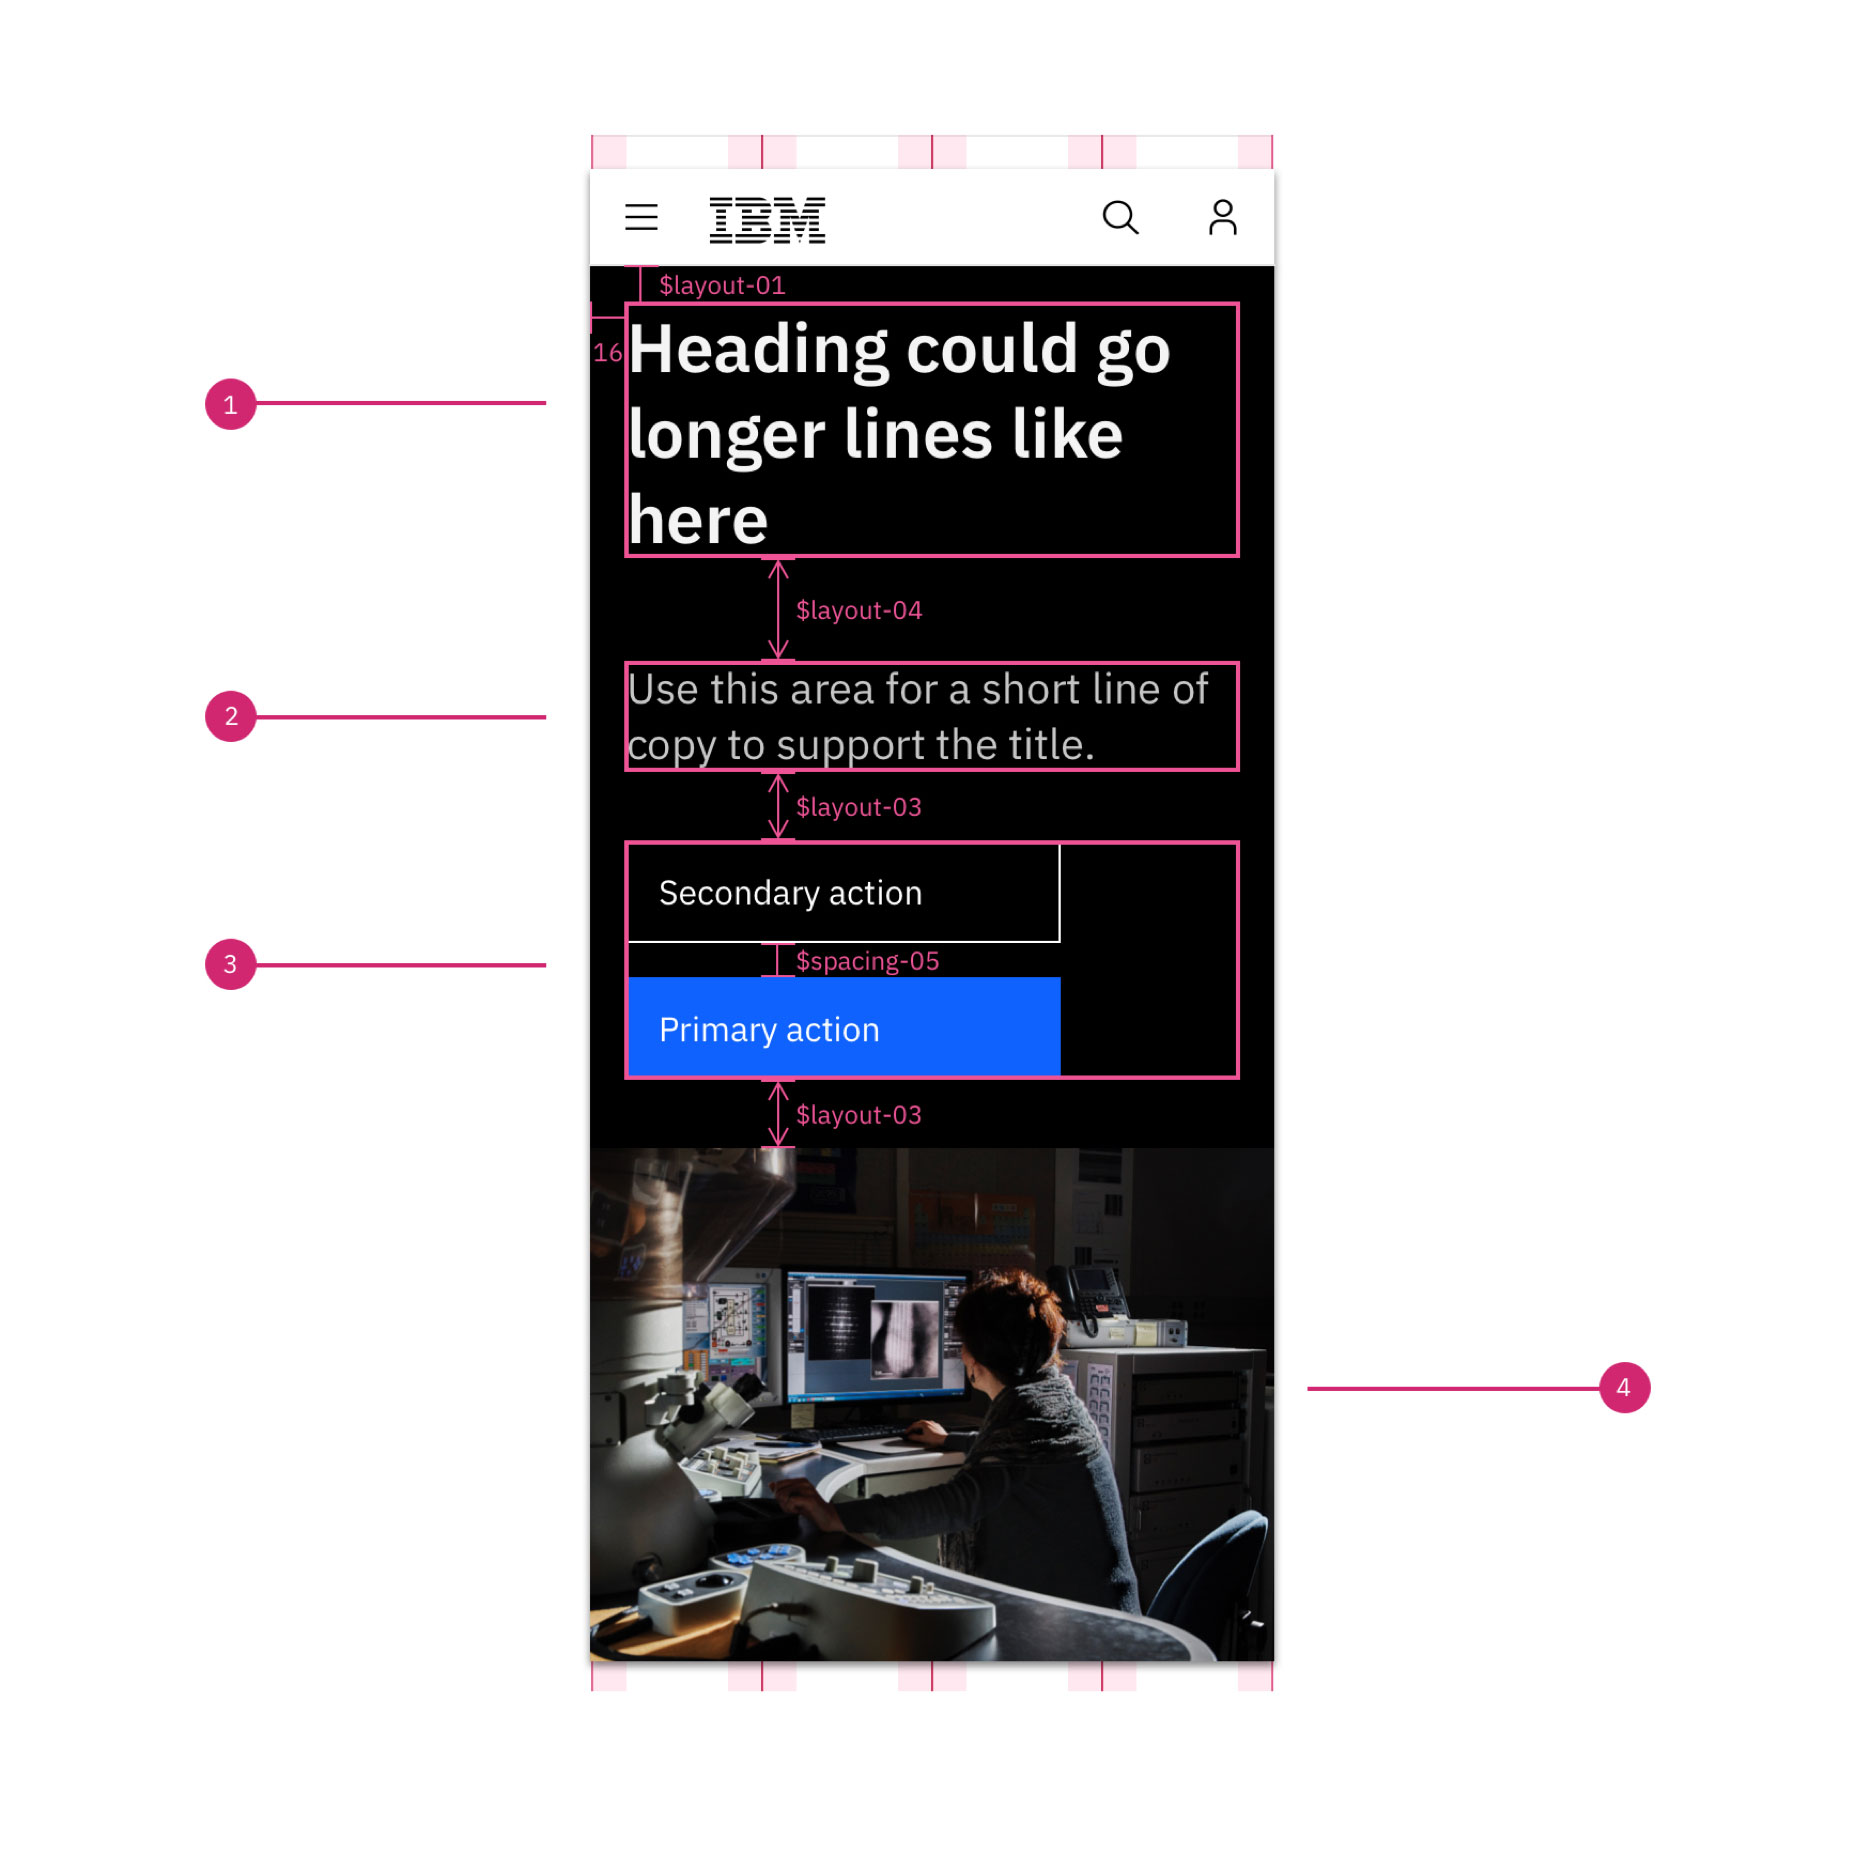 IBM
$layout-01
16
Heading could go
longer lines like
here
1
$layout-04
Use this area for a short line of
copy to support the title.
2
$layout-03
Secondary action
$spacing-05
3
Primary action
$layout-03
4